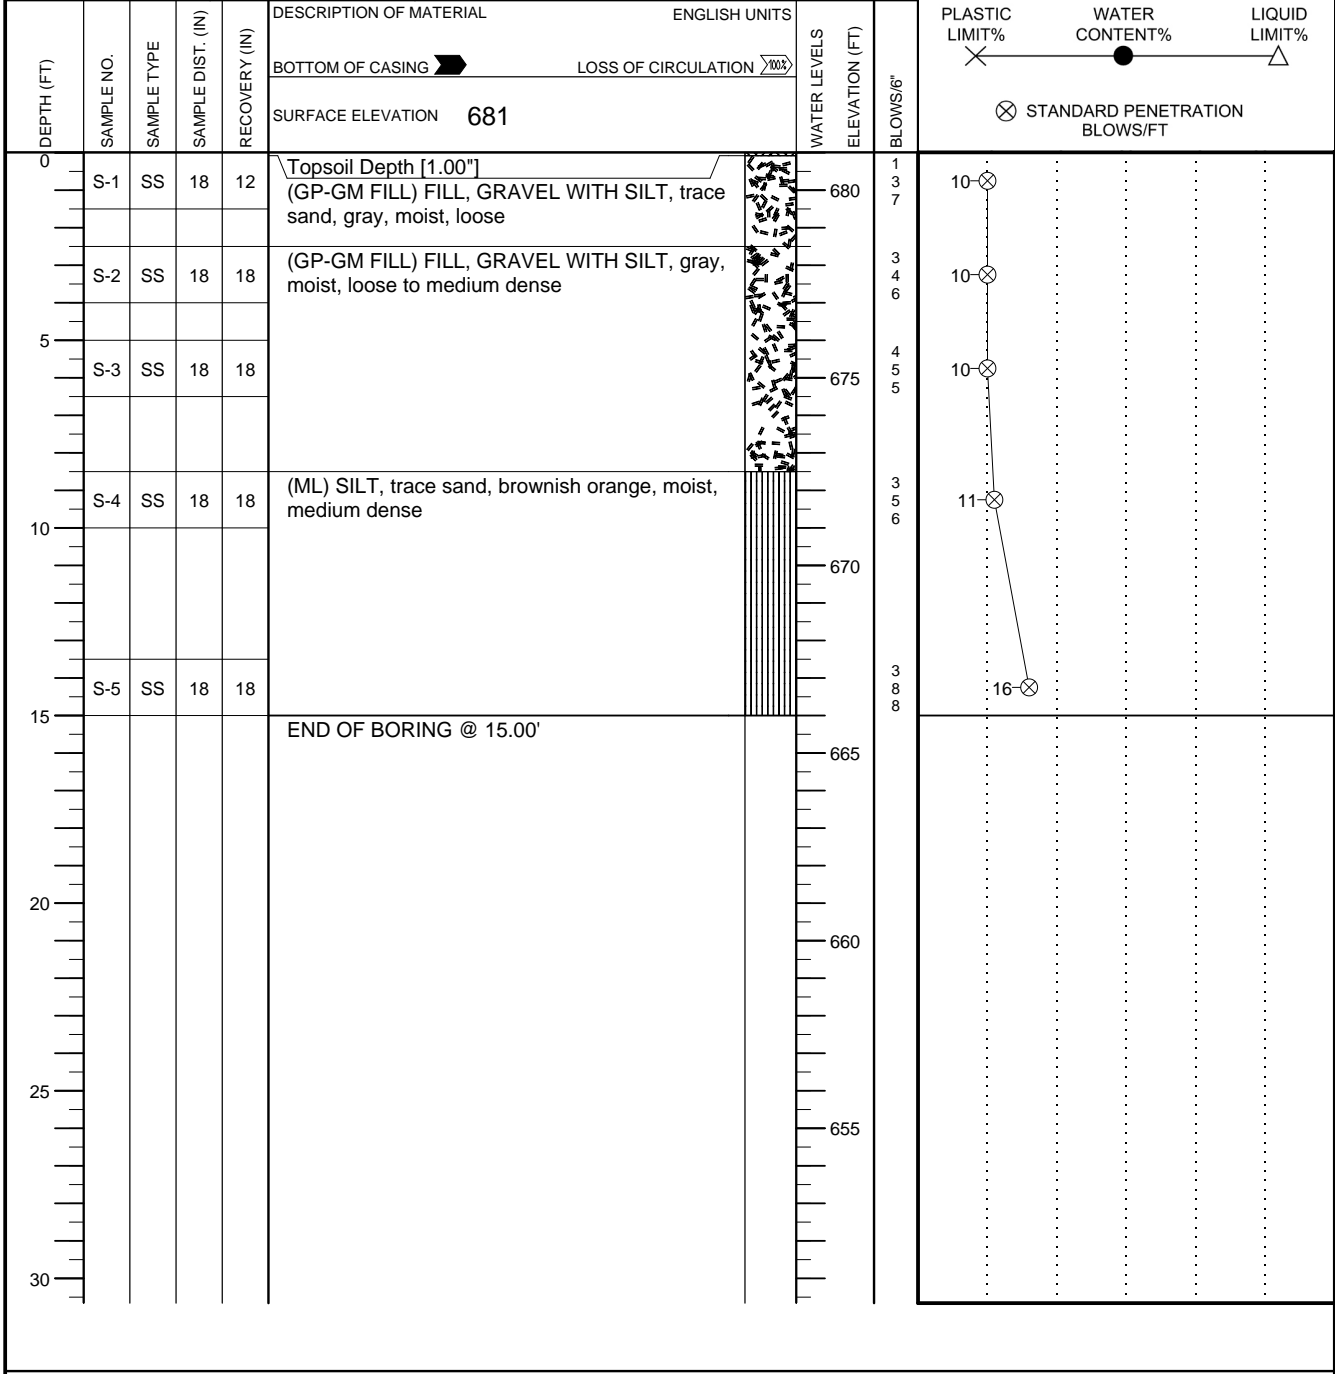 DEPTH (FT)
SAMPLE NO.
SAMPLE TYPE
SAMPLE DIST. (IN)
RECOVERY (IN)
DESCRIPTION OF MATERIAL ENGLISH UNITS
BOTTOM OF CASING LOSS OF CIRCULATION 100%
SURFACE ELEVATION 681
WATER LEVELS
ELEVATION (FT)
BLOWS/6"
PLASTIC LIMIT%
WATER CONTENT%
LIQUID LIMIT%
STANDARD PENETRATION
BLOWS/FT
0
Topsoil Depth [1.00"]
S-1 SS 18 12
(GP-GM FILL) FILL, GRAVEL WITH SILT, trace
sand, gray, moist, loose
680
1
3
7
10
S-2 SS 18 18
(GP-GM FILL) FILL, GRAVEL WITH SILT, gray,
moist, loose to medium dense
3
4
6
10
5
S-3 SS 18 18
675
4
5
5
10
S-4 SS 18 18
(ML) SILT, trace sand, brownish orange, moist,
medium dense
3
5
6
11
10
670
S-5 SS 18 18
3
8
8
16
15
END OF BORING @ 15.00'
665
20
660
25
655
30